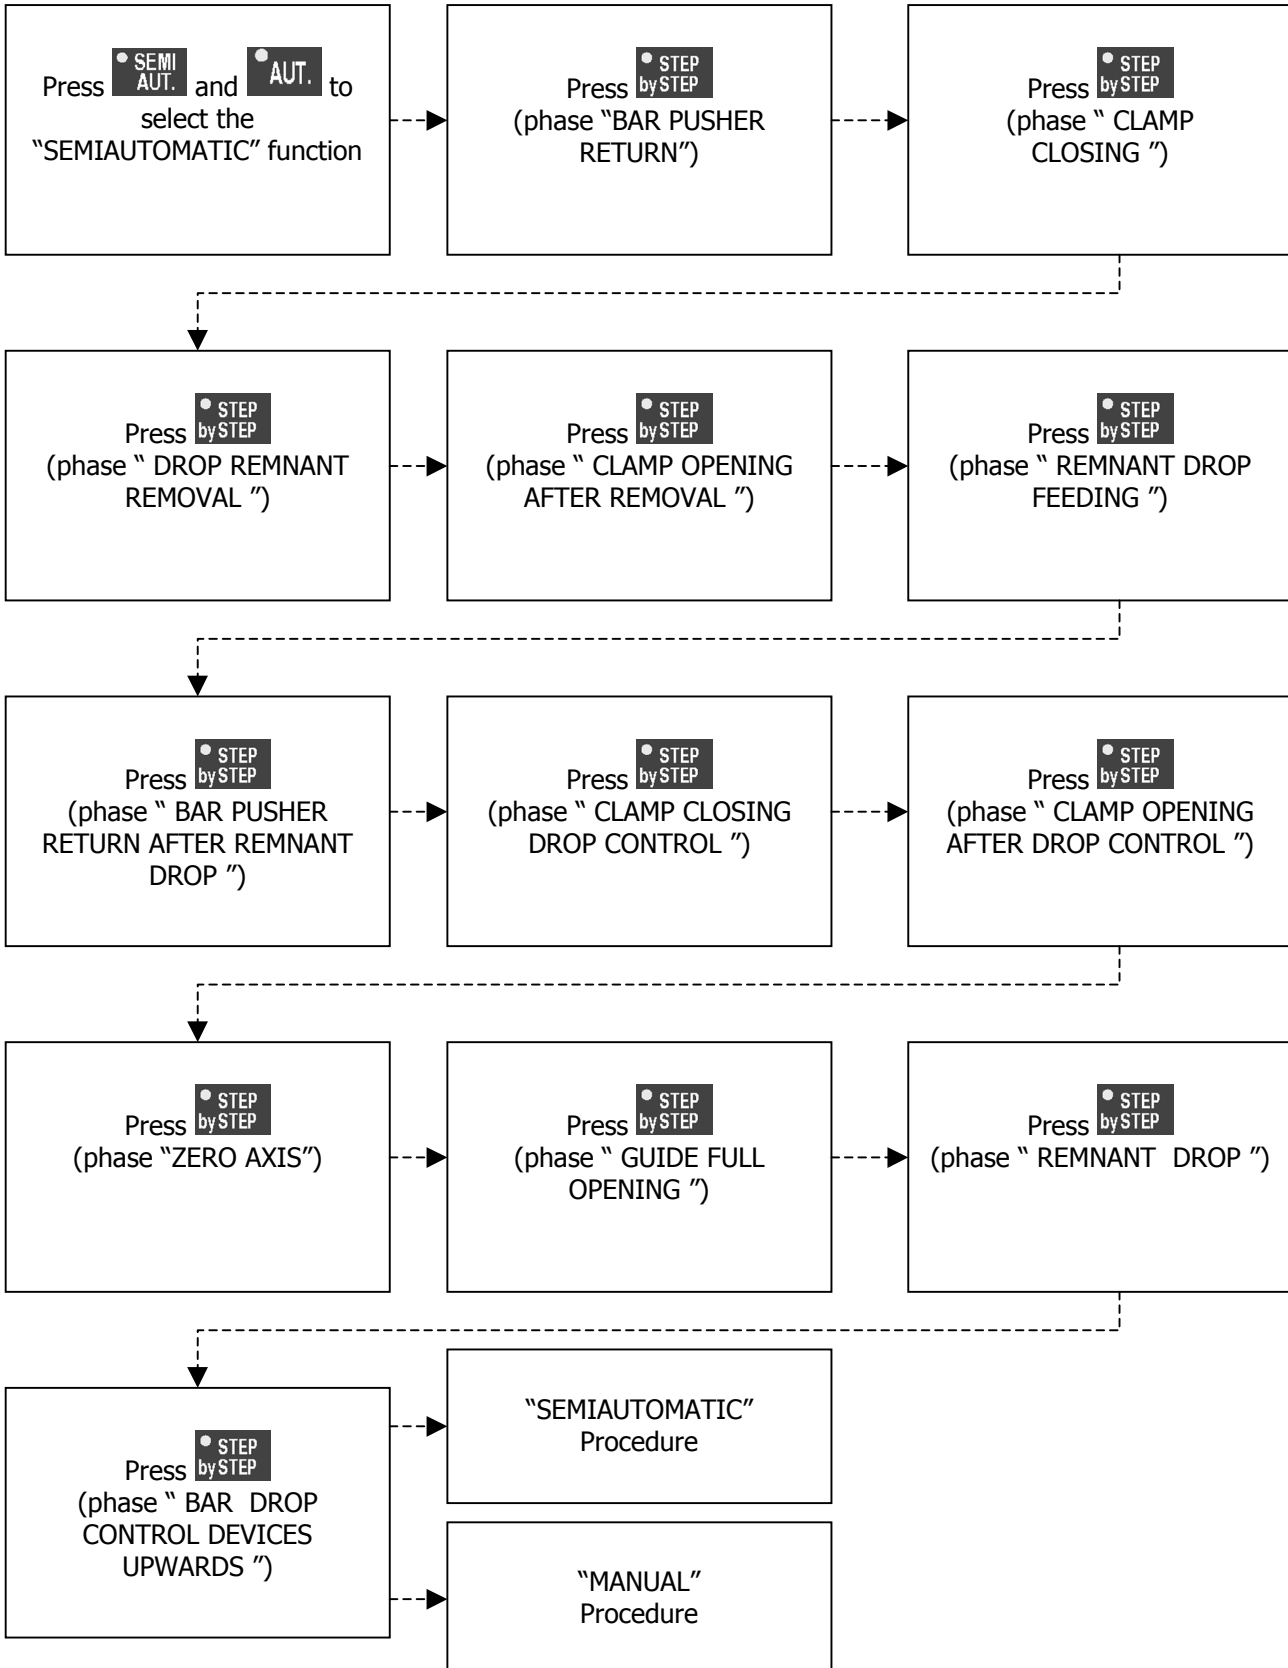 Press SEMI AUT. and AUT. to
select the
“SEMIAUTOMATIC” function
Press STEP by STEP
(phase “BAR PUSHER
RETURN”)
Press STEP by STEP
(phase “ CLAMP
CLOSING ”)
Press STEP by STEP
(phase “ DROP REMNANT
REMOVAL ”)
Press STEP by STEP
(phase “ CLAMP OPENING
AFTER REMOVAL ”)
Press STEP by STEP
(phase “ REMNANT DROP
FEEDING ”)
Press STEP by STEP
(phase “ BAR PUSHER
RETURN AFTER REMNANT
DROP ”)
Press STEP by STEP
(phase “ CLAMP CLOSING
DROP CONTROL ”)
Press STEP by STEP
(phase “ CLAMP OPENING
AFTER DROP CONTROL ”)
Press STEP by STEP
(phase “ZERO AXIS”)
Press STEP by STEP
(phase “ GUIDE FULL
OPENING ”)
Press STEP by STEP
(phase “ REMNANT  DROP ”)
Press STEP by STEP
(phase “ BAR  DROP
CONTROL DEVICES
UPWARDS ”)
“SEMIAUTOMATIC”
Procedure
“MANUAL”
Procedure